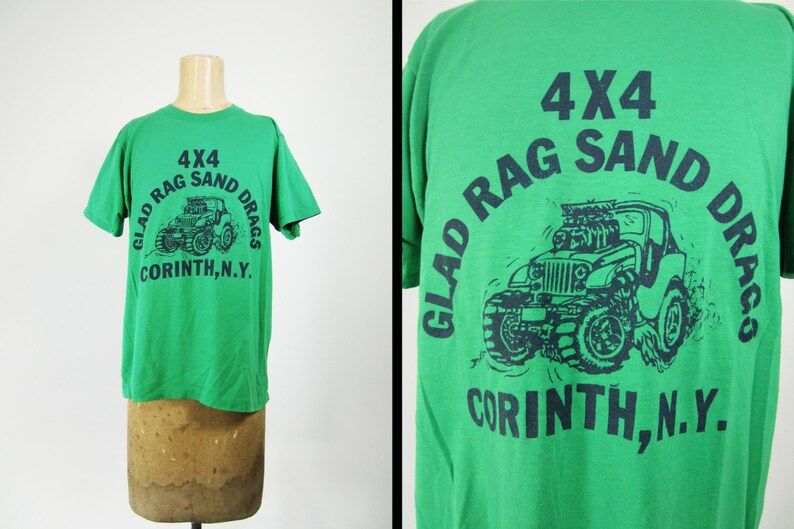 4X4
GLAD RAG SAND DRAGS
CORINTH, N.Y.
4X4
GLAD RAG SAND DRAGS
CORINTH, N.Y.